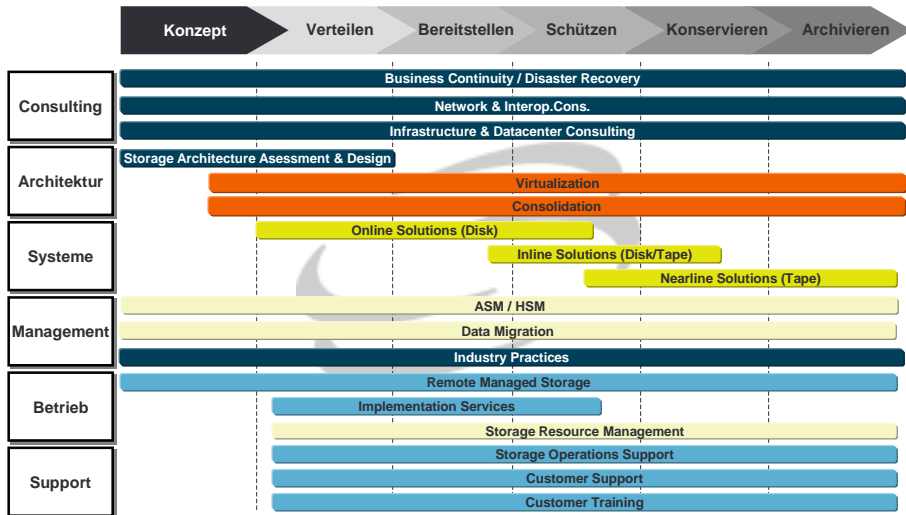 Konzept Verteilen Bereitstellen Schützen Konservieren Archivieren
Consulting
Business Continuity / Disaster Recovery
Network & Interop.Cons.
Infrastructure & Datacenter Consulting
Architektur
Storage Architecture Asessment & Design
Virtualization
Consolidation
Systeme
Online Solutions (Disk)
Inline Solutions (Disk/Tape)
Nearline Solutions (Tape)
Management
ASM / HSM
Data Migration
Industry Practices
Betrieb
Remote Managed Storage
Implementation Services
Storage Resource Management
Support
Storage Operations Support
Customer Support
Customer Training